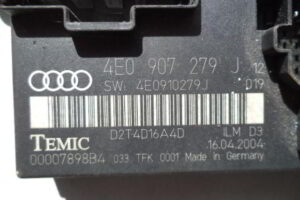 4E0 907 279 J 12
SW: 4E0910279J 019
D2T4D16A4D ILM D3
TEMIC 16.04.2004
00007898B4 033 TFK 0001 Made in Germany